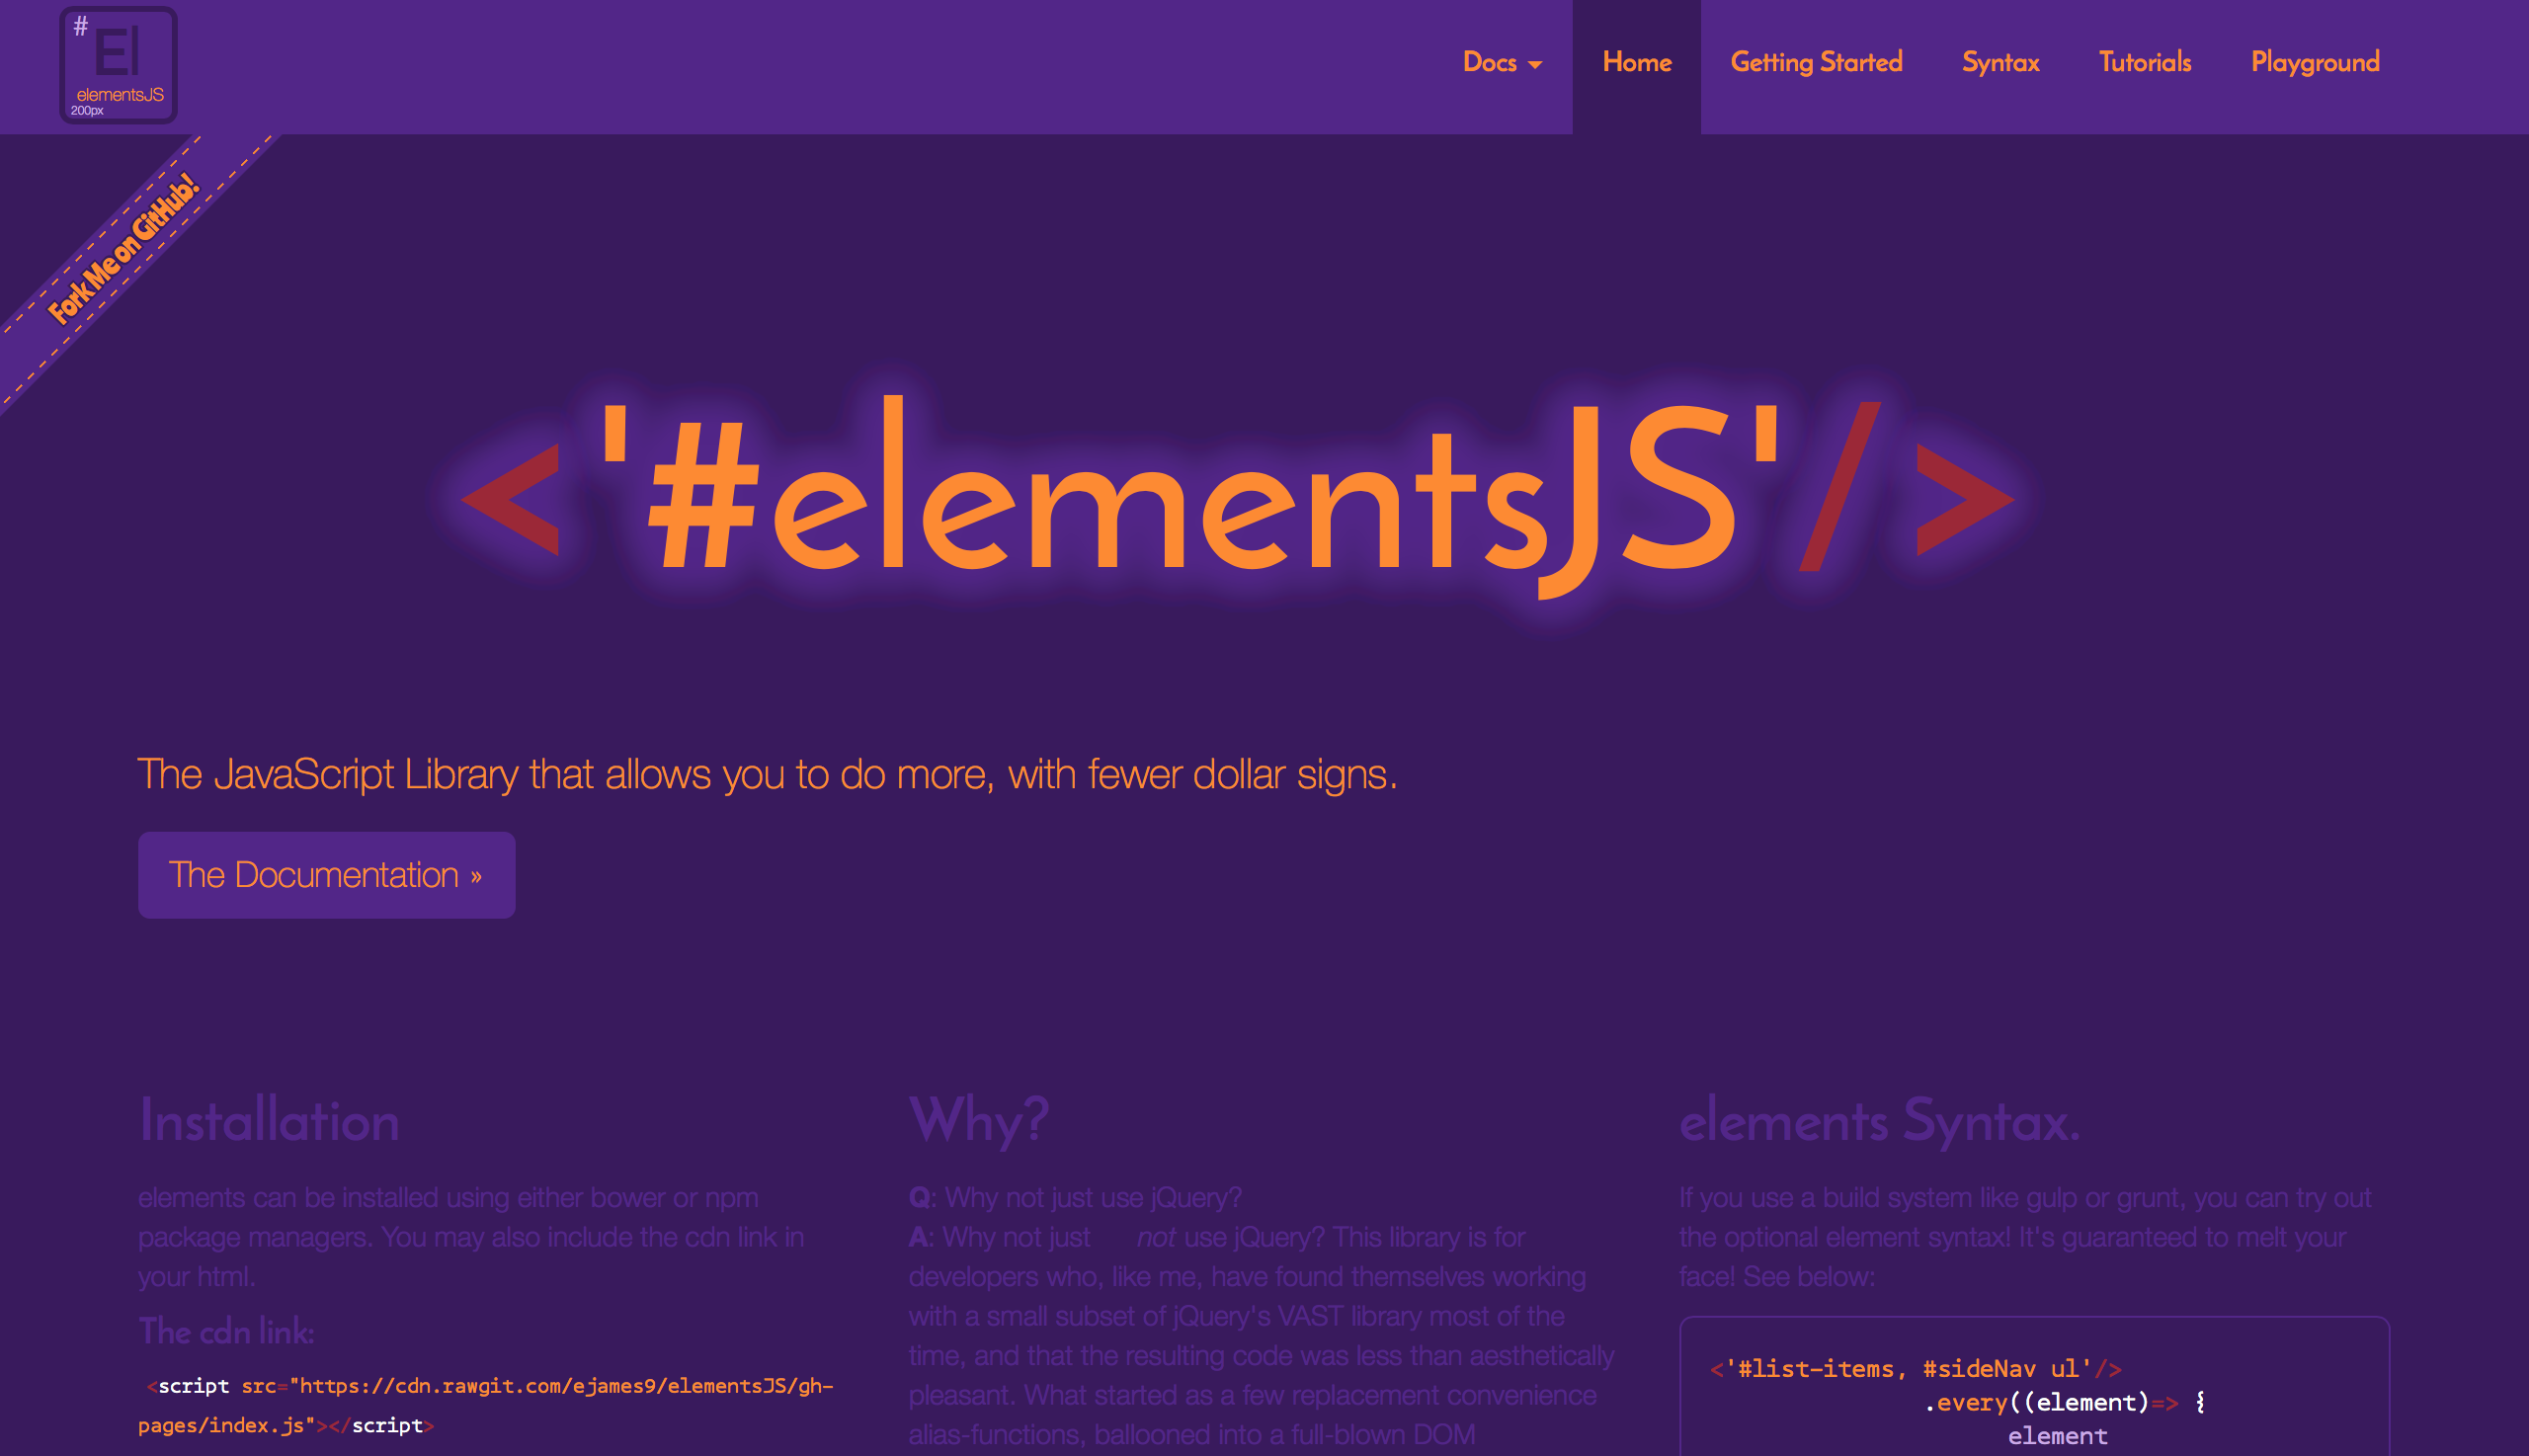 #
El
elementsJS
200px
Docs Home Getting Started Syntax Tutorials Playground
Fork Me on GitHub!
<'#elementsJS'/>
The JavaScript Library that allows you to do more, with fewer dollar signs.
The Documentation »
Installation
elements can be installed using either bower or npm
package managers. You may also include the cdn link in
your html.
The cdn link:
<script src="https://cdn.rawgit.com/ejames9/elementsJS/gh-
pages/index.js"></script>
Why?
Q: Why not just use jQuery?
A: Why not just not use jQuery? This library is for
developers who, like me, have found themselves working
with a small subset of jQuery's VAST library most of the
time, and that the resulting code was less than aesthetically
pleasant. What started as a few replacement convenience
alias-functions, ballooned into a full-blown DOM
elements Syntax.
If you use a build system like gulp or grunt, you can try out
the optional element syntax! It's guaranteed to melt your
face! See below:
<'#list-items, #sideNav ul'/>
.every((element)=> {
element